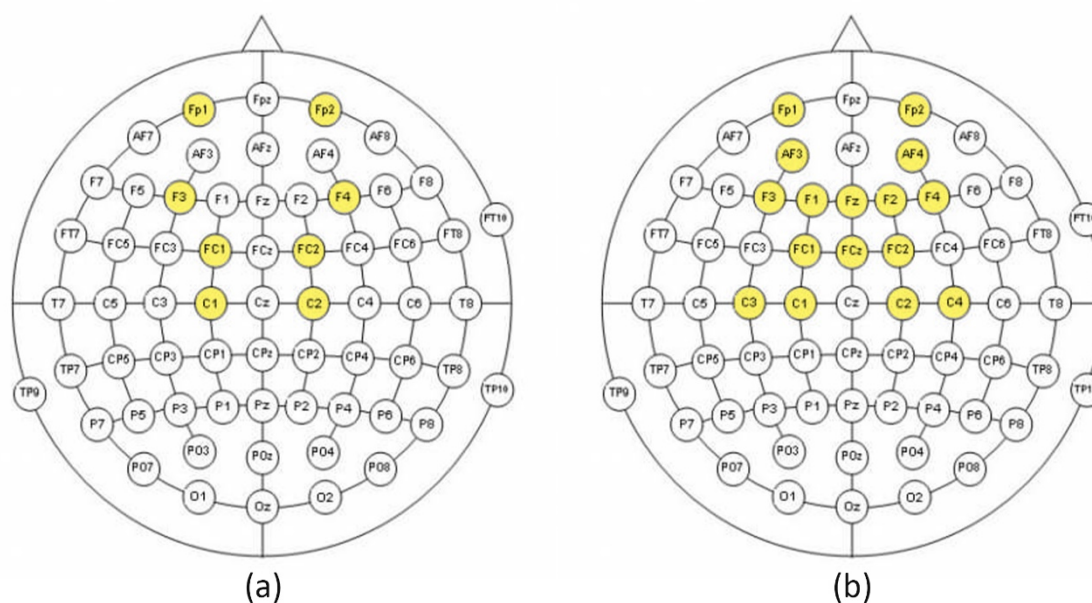 Fp1 Fpz Fp2
AF7 AF3 AFz AF4 AF8
F7 F5 F3 F1 Fz F2 F4 F6 F8
FT10
FT7 FC5 FC3 FC1 FCz FC2 FC4 FC6 FT8
T7 C5 C3 C1 Cz C2 C4 C6 T8
TP7 CP5 CP3 CP1 CPz CP2 CP4 CP6 TP8
TP9 TP10
P7 P5 P3 P1 Pz P2 P4 P6 P8
PO7 PO3 POz PO4 PO8
O1 Oz O2
(a)
Fp1 Fpz Fp2
AF7 AF3 AFz AF4 AF8
F7 F5 F3 F1 Fz F2 F4 F6 F8
FT10
FT7 FC5 FC3 FC1 FCz FC2 FC4 FC6 FT8
T7 C5 C3 C1 Cz C2 C4 C6 T8
TP7 CP5 CP3 CP1 CPz CP2 CP4 CP6 TP8
TP9 TP1
P7 P5 P3 P1 Pz P2 P4 P6 P8
PO7 PO3 POz PO4 PO8
O1 Oz O2
(b)